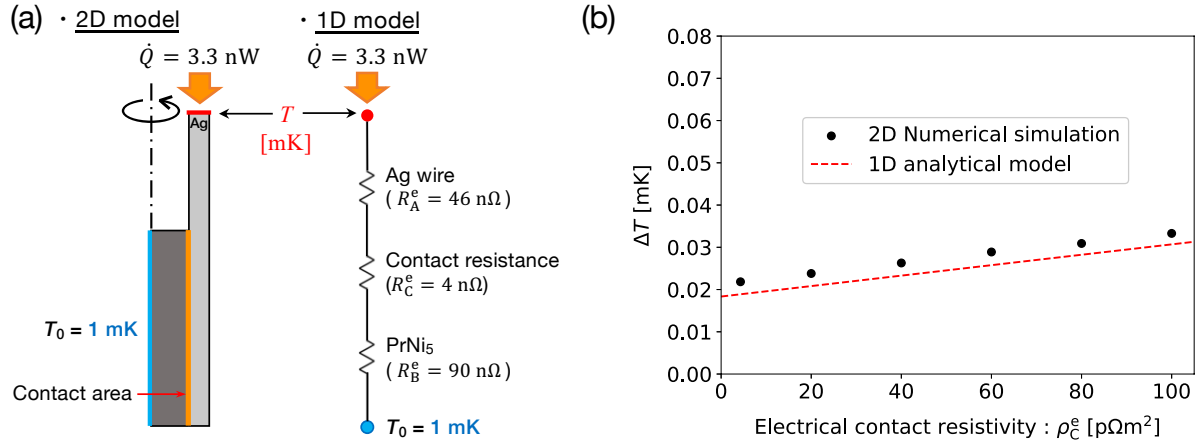 (a)
· 2D model
· 1D model
Q̇ = 3.3 nW
Q̇ = 3.3 nW
Ag
T
[mK]
Ag wire
( R_A^e = 46 nΩ)
Contact resistance
(R_C^e = 4 nΩ)
PrNi₅
( R_B^e = 90 nΩ)
T₀ = 1 mK
Contact area
T₀ = 1 mK
(b)
0.08
0.07
0.06
0.05
0.04
0.03
0.02
0.01
0.00
ΔT [mK]
2D Numerical simulation
1D analytical model
0 20 40 60 80 100
Electrical contact resistivity : ρ_C^e [pΩm²]